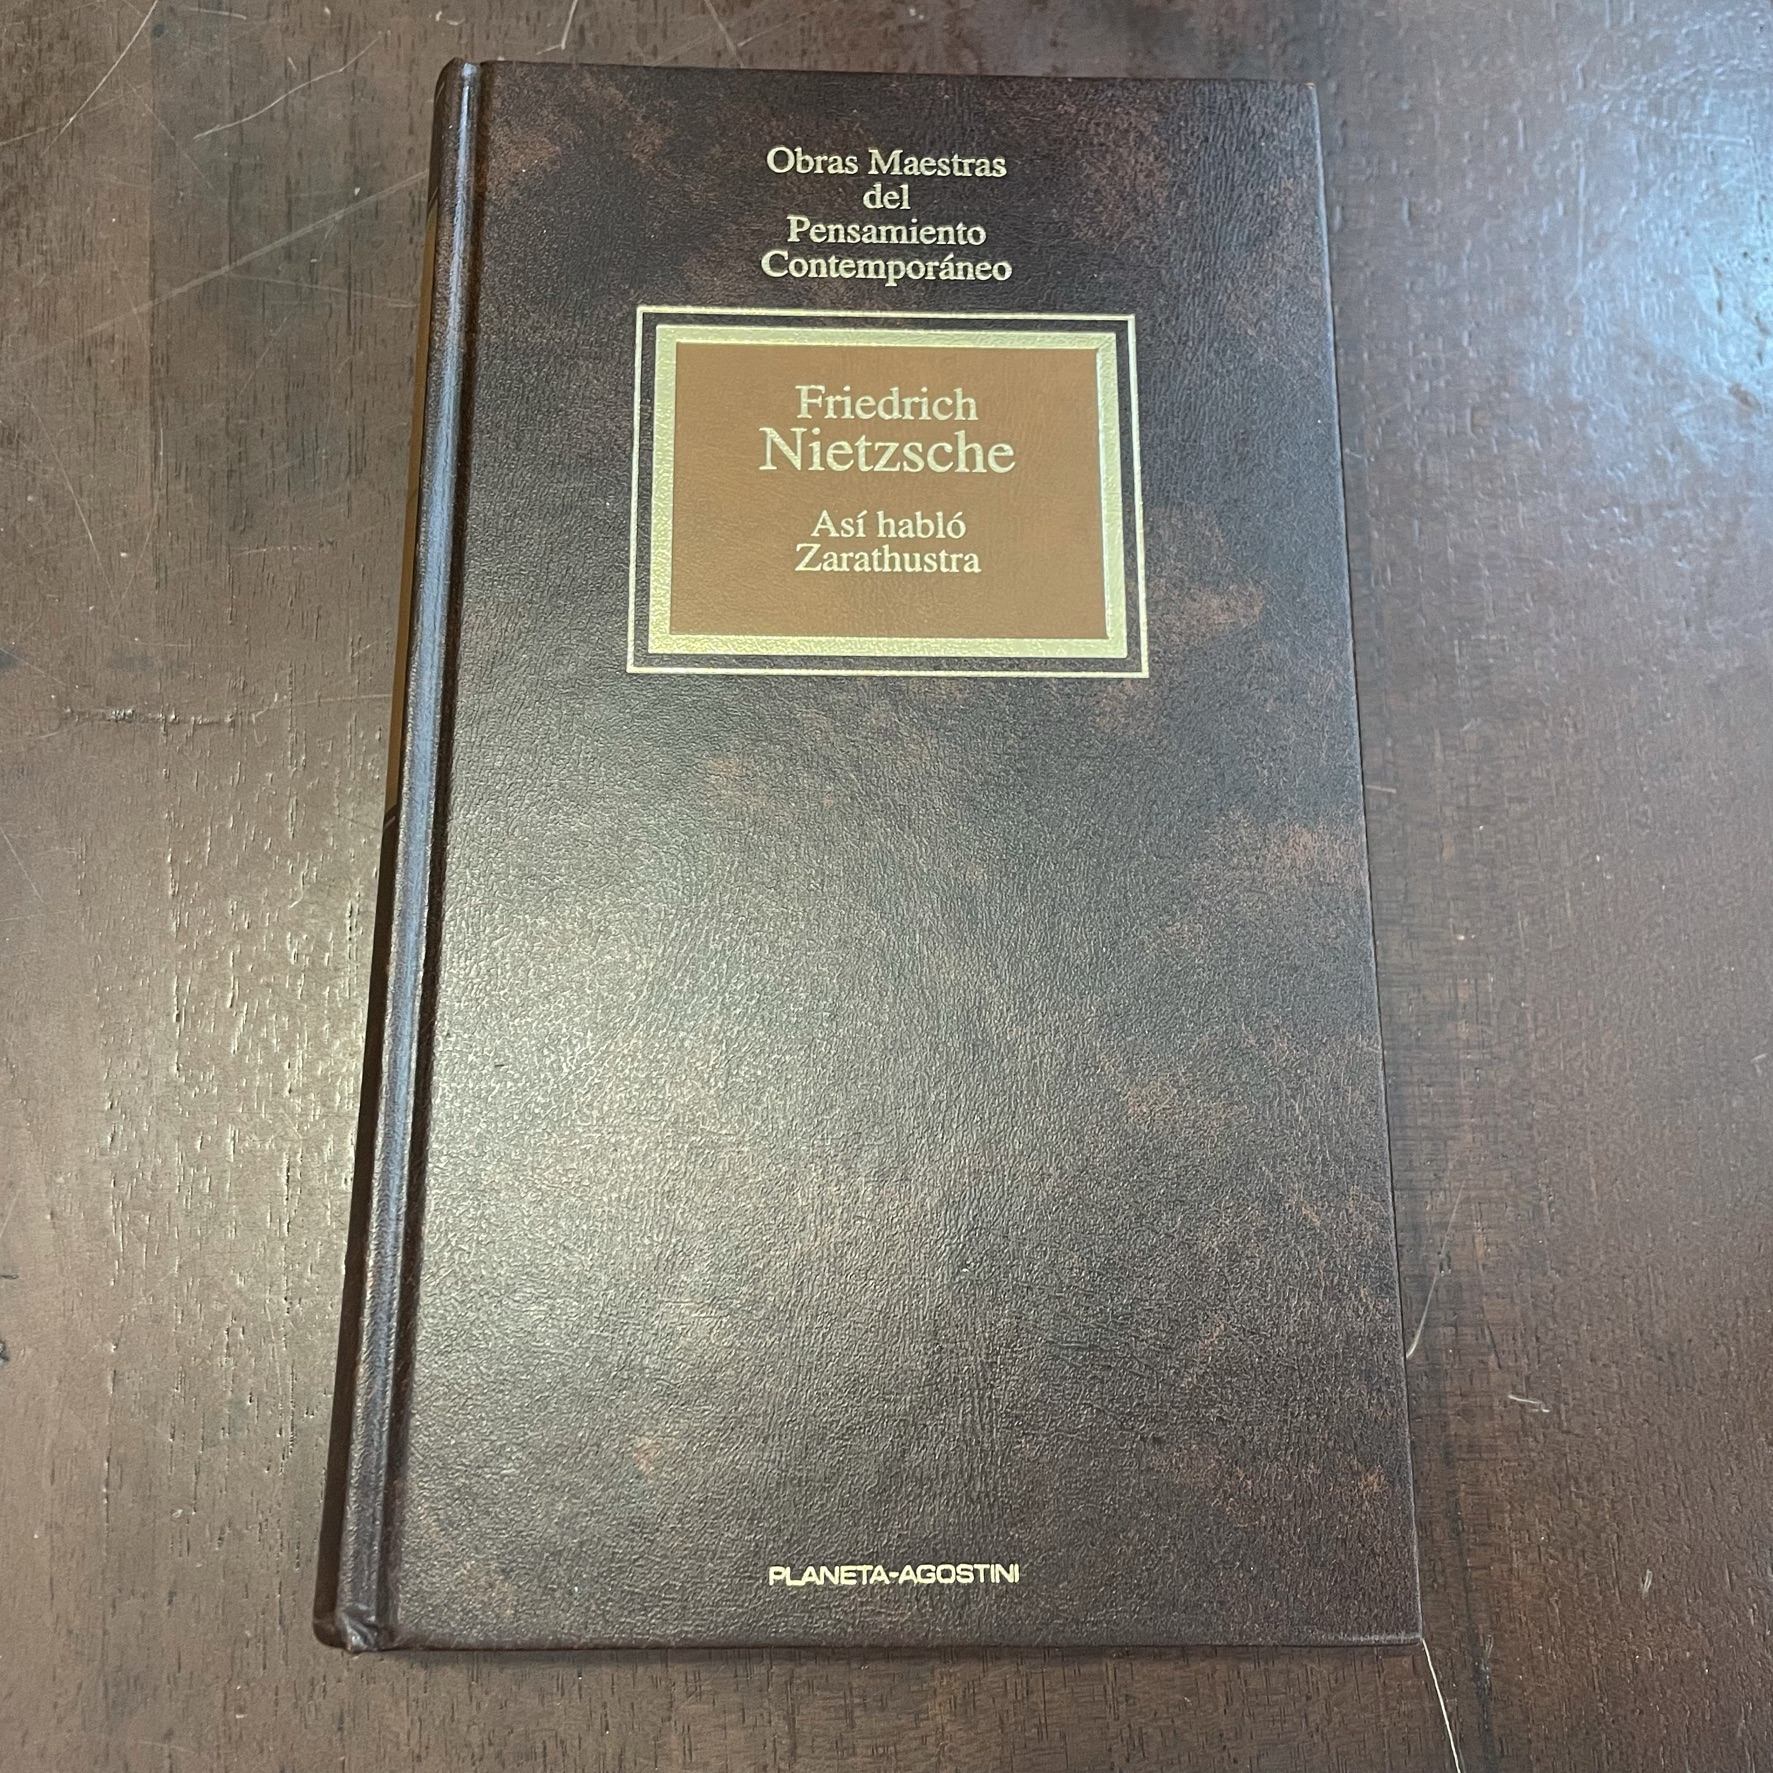 Obras Maestras
del
Pensamiento
Contemporáneo
Friedrich
Nietzsche
Así habló
Zarathustra
PLANETA-AGOSTINI